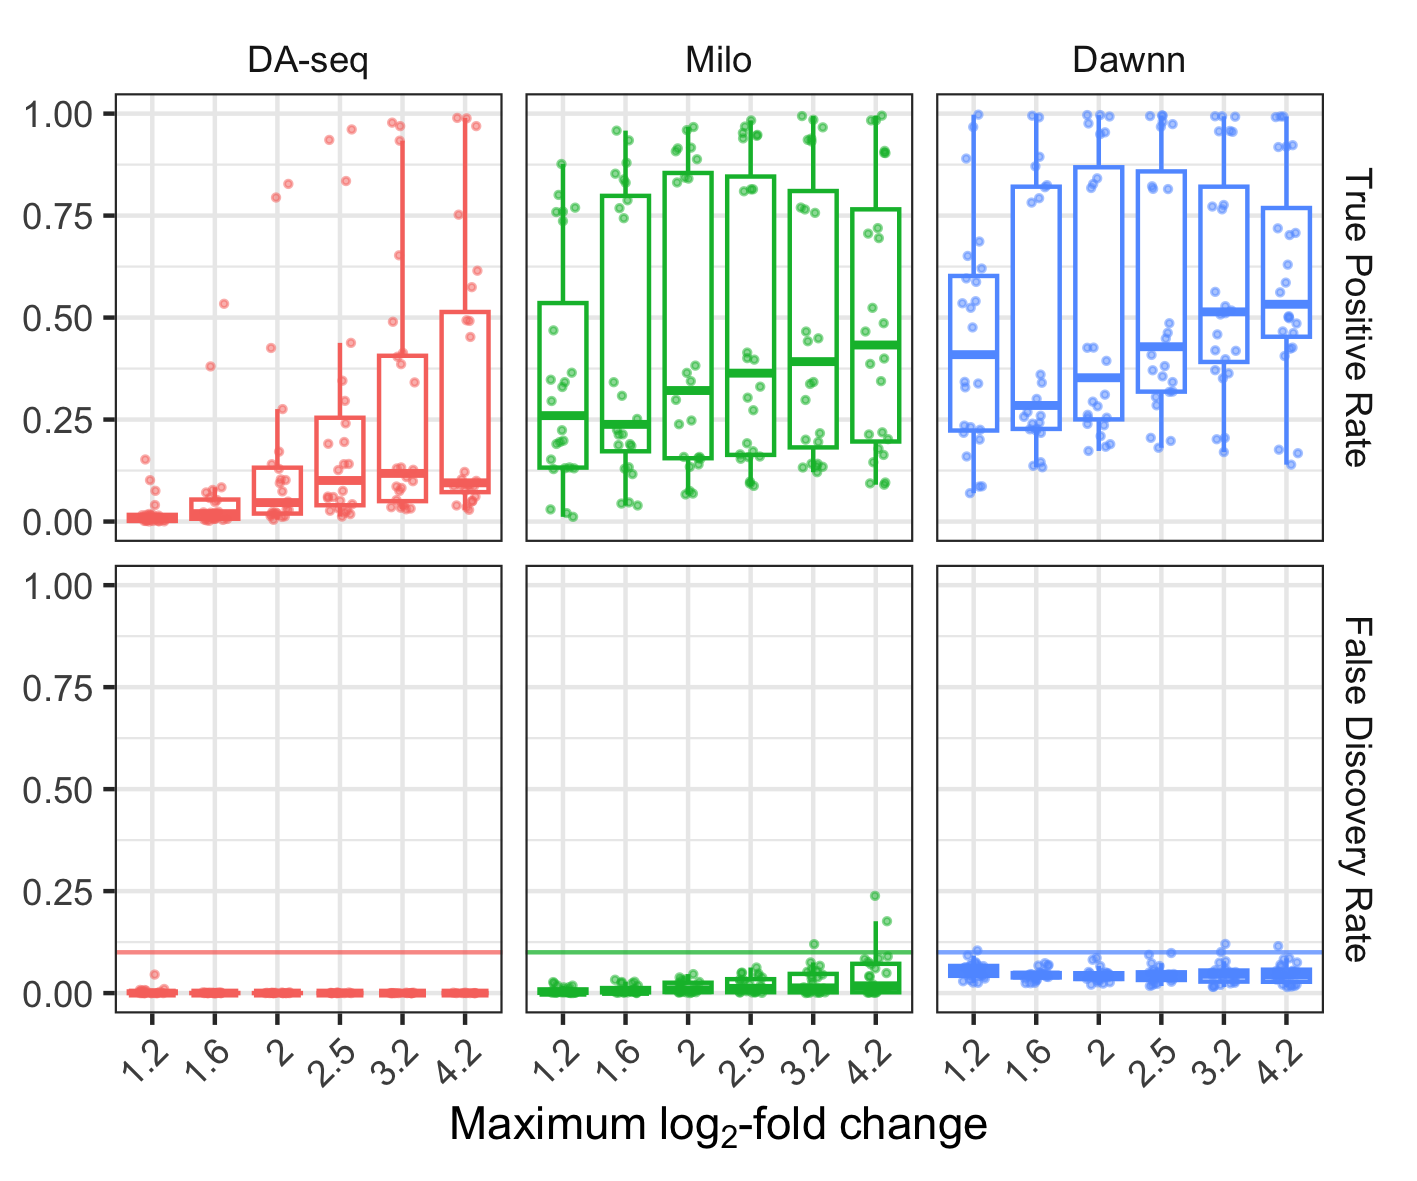 DA-seq Milo Dawnn
1.00
0.75
0.50
0.25
0.00
True Positive Rate
1.00
0.75
0.50
0.25
0.00
False Discovery Rate
1.2 1.6 2 2.5 3.2 4.2 1.2 1.6 2 2.5 3.2 4.2 1.2 1.6 2 2.5 3.2 4.2
Maximum log₂-fold change